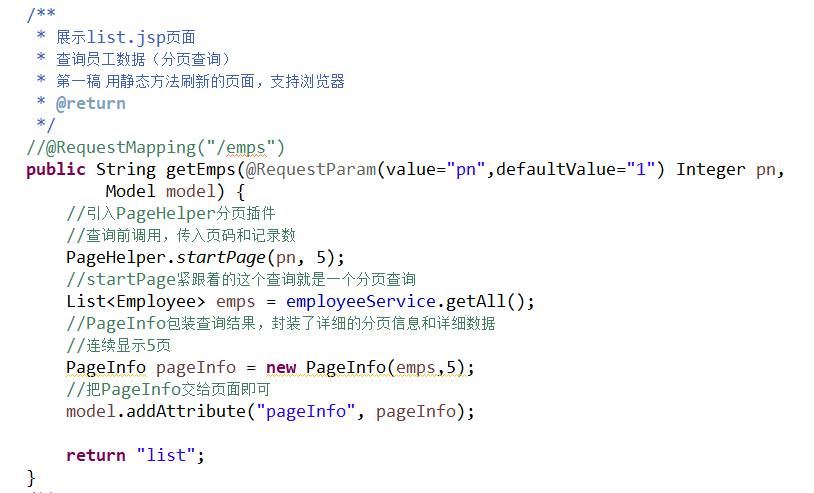 /**
 * 展示list.jsp页面
 * 查询员工数据（分页查询）
 * 第一稿 用静态方法刷新的页面，支持浏览器
 * @return
 */
//@RequestMapping("/emps")
public String getEmps(@RequestParam(value="pn",defaultValue="1") Integer pn,
        Model model) {
    //引入PageHelper分页插件
    //查询前调用，传入页码和记录数
    PageHelper.startPage(pn, 5);
    //startPage紧跟着的这个查询就是一个分页查询
    List<Employee> emps = employeeService.getAll();
    //PageInfo包装查询结果，封装了详细的分页信息和详细数据
    //连续显示5页
    PageInfo pageInfo = new PageInfo(emps,5);
    //把PageInfo交给页面即可
    model.addAttribute("pageInfo", pageInfo);
    return "list";
}